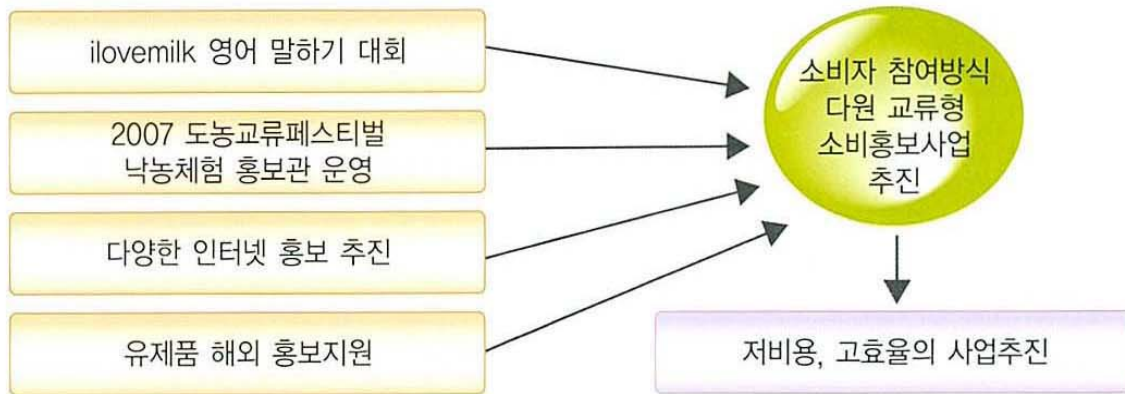 ilovemilk 영어 말하기 대회
2007 도농교류페스티벌
낙농체험 홍보관 운영
다양한 인터넷 홍보 추진
유제품 해외 홍보지원
소비자 참여방식
다원 교류형
소비홍보사업
추진
저비용, 고효율의 사업추진